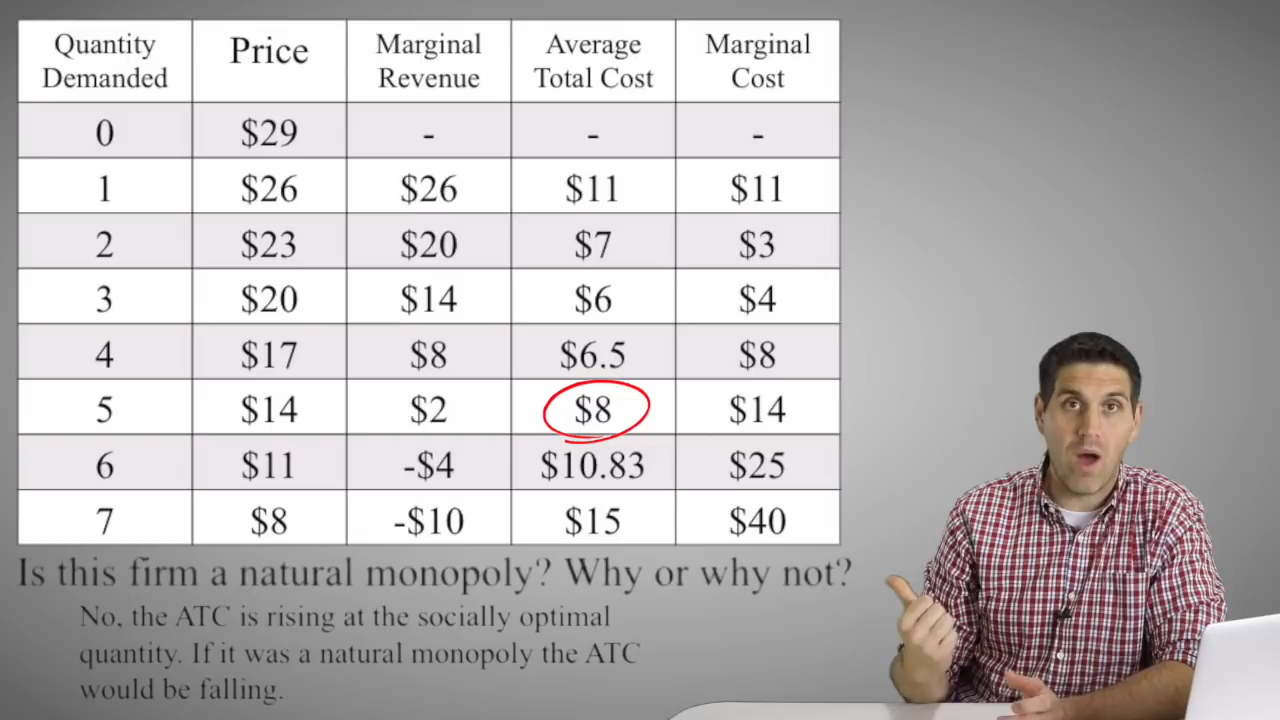 Quantity Demanded Price Marginal Revenue Average Total Cost Marginal Cost
0 $29 - - -
1 $26 $26 $11 $11
2 $23 $20 $7 $3
3 $20 $14 $6 $4
4 $17 $8 $6.5 $8
5 $14 $2 $8 $14
6 $11 -$4 $10.83 $25
7 $8 -$10 $15 $40
Is this firm a natural monopoly? Why or why not?
No, the ATC is rising at the socially optimal
quantity. If it was a natural monopoly the ATC
would be falling.